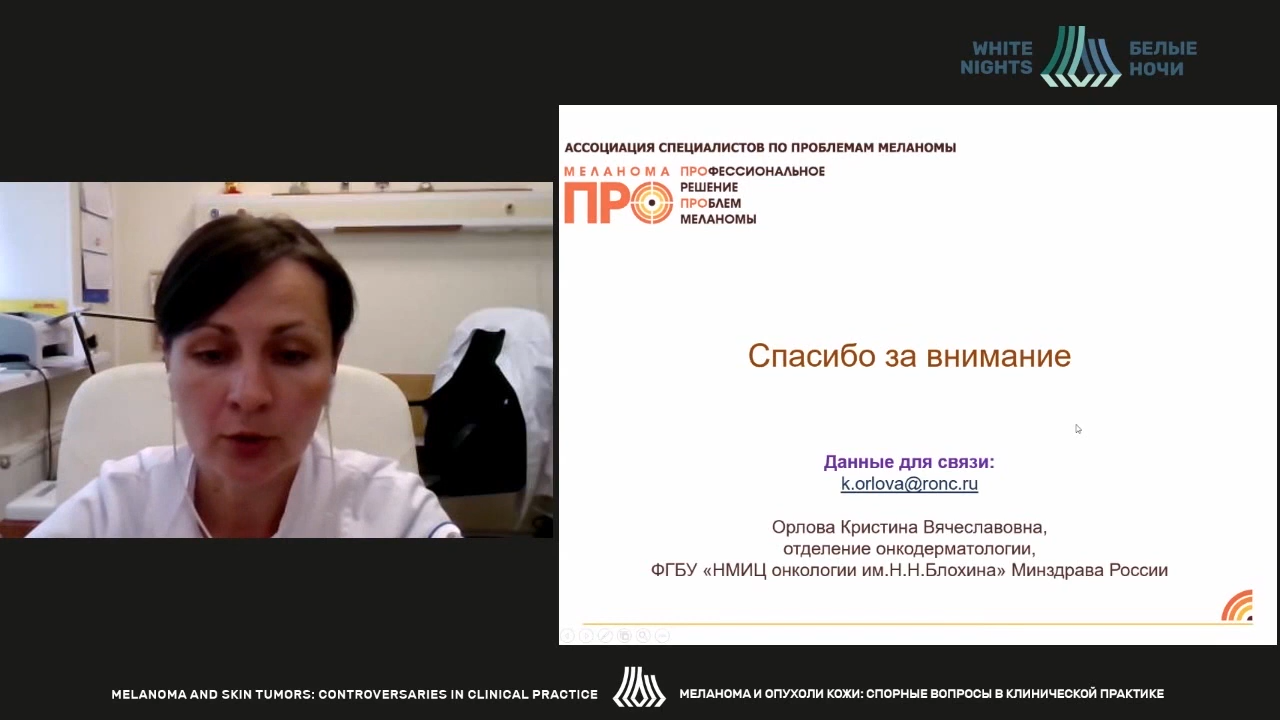 WHITE
NIGHTS
БЕЛЫЕ
НОЧИ
АССОЦИАЦИЯ СПЕЦИАЛИСТОВ ПО ПРОБЛЕМАМ МЕЛАНОМЫ
МЕЛАНОМА
ПРО
ПРОФЕССИОНАЛЬНОЕ
РЕШЕНИЕ
ПРОБЛЕМ
МЕЛАНОМЫ
Спасибо за внимание
Данные для связи:
k.orlova@ronc.ru
Орлова Кристина Вячеславовна,
отделение онкодерматологии,
ФГБУ «НМИЦ онкологии им.Н.Н.Блохина» Минздрава России
MELANOMA AND SKIN TUMORS: CONTROVERSARIES IN CLINICAL PRACTICE
МЕЛАНОМА И ОПУХОЛИ КОЖИ: СПОРНЫЕ ВОПРОСЫ В КЛИНИЧЕСКОЙ ПРАКТИКЕ